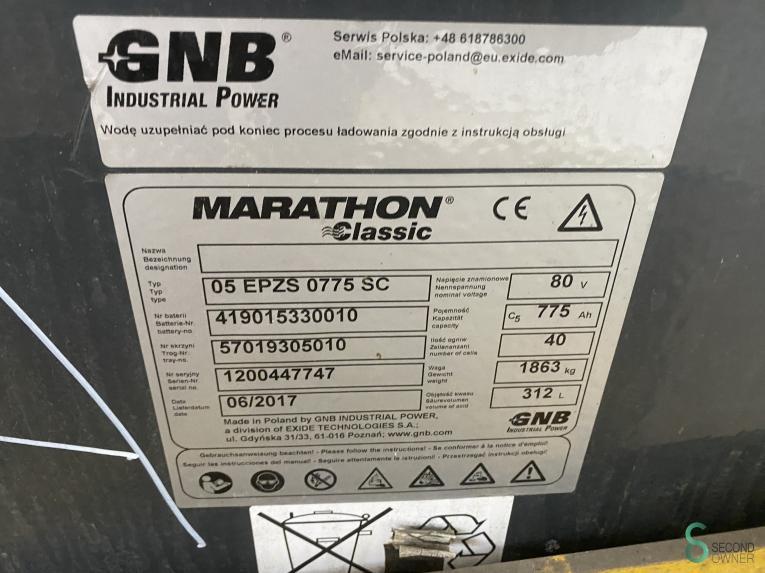 GNB®
INDUSTRIAL POWER
Serwis Polska: +48 618786300
eMail: service-poland@eu.exide.com
Wodę uzupełniać pod koniec procesu ładowania zgodnie z instrukcją obsługi
MARATHON®
Classic
CE
Nazwa
Bezeichnung
designation
Typ
Typ
type
05 EPZS 0775 SC
Napięcie znamionowe
Nennspannung
nominal voltage
80 V
Nr baterii
Batterie-Nr.
battery-no.
419015330010
Pojemność
Kapazität
capacity
C5 775 Ah
Nr skrzyni
Trog-Nr.
tray-no.
57019305010
Ilość ogniw
Zellenanzahl
number of cells
40
Nr seryjny
Serien-Nr.
serial no.
1200447747
Waga
Gewicht
weight
1863 kg
Data
Lieferdatum
date
06/2017
Objętość kwasu
Säurevolumen
volume of acid
312 L
Made in Poland by GNB INDUSTRIAL POWER,
a division of EXIDE TECHNOLOGIES S.A.;
ul. Gdyńska 31/33, 61-016 Poznań; www.gnb.com
GNB
INDUSTRIAL POWER
Gebrauchsanweisung beachten! - Please follow the instructions! - Se conformer à la notice d'emploi!
Seguir las instrucciones del manual! - Seguire attentamente le istruzioni! - Przestrzegać instrukcji obsługi!
SECOND
OWNER